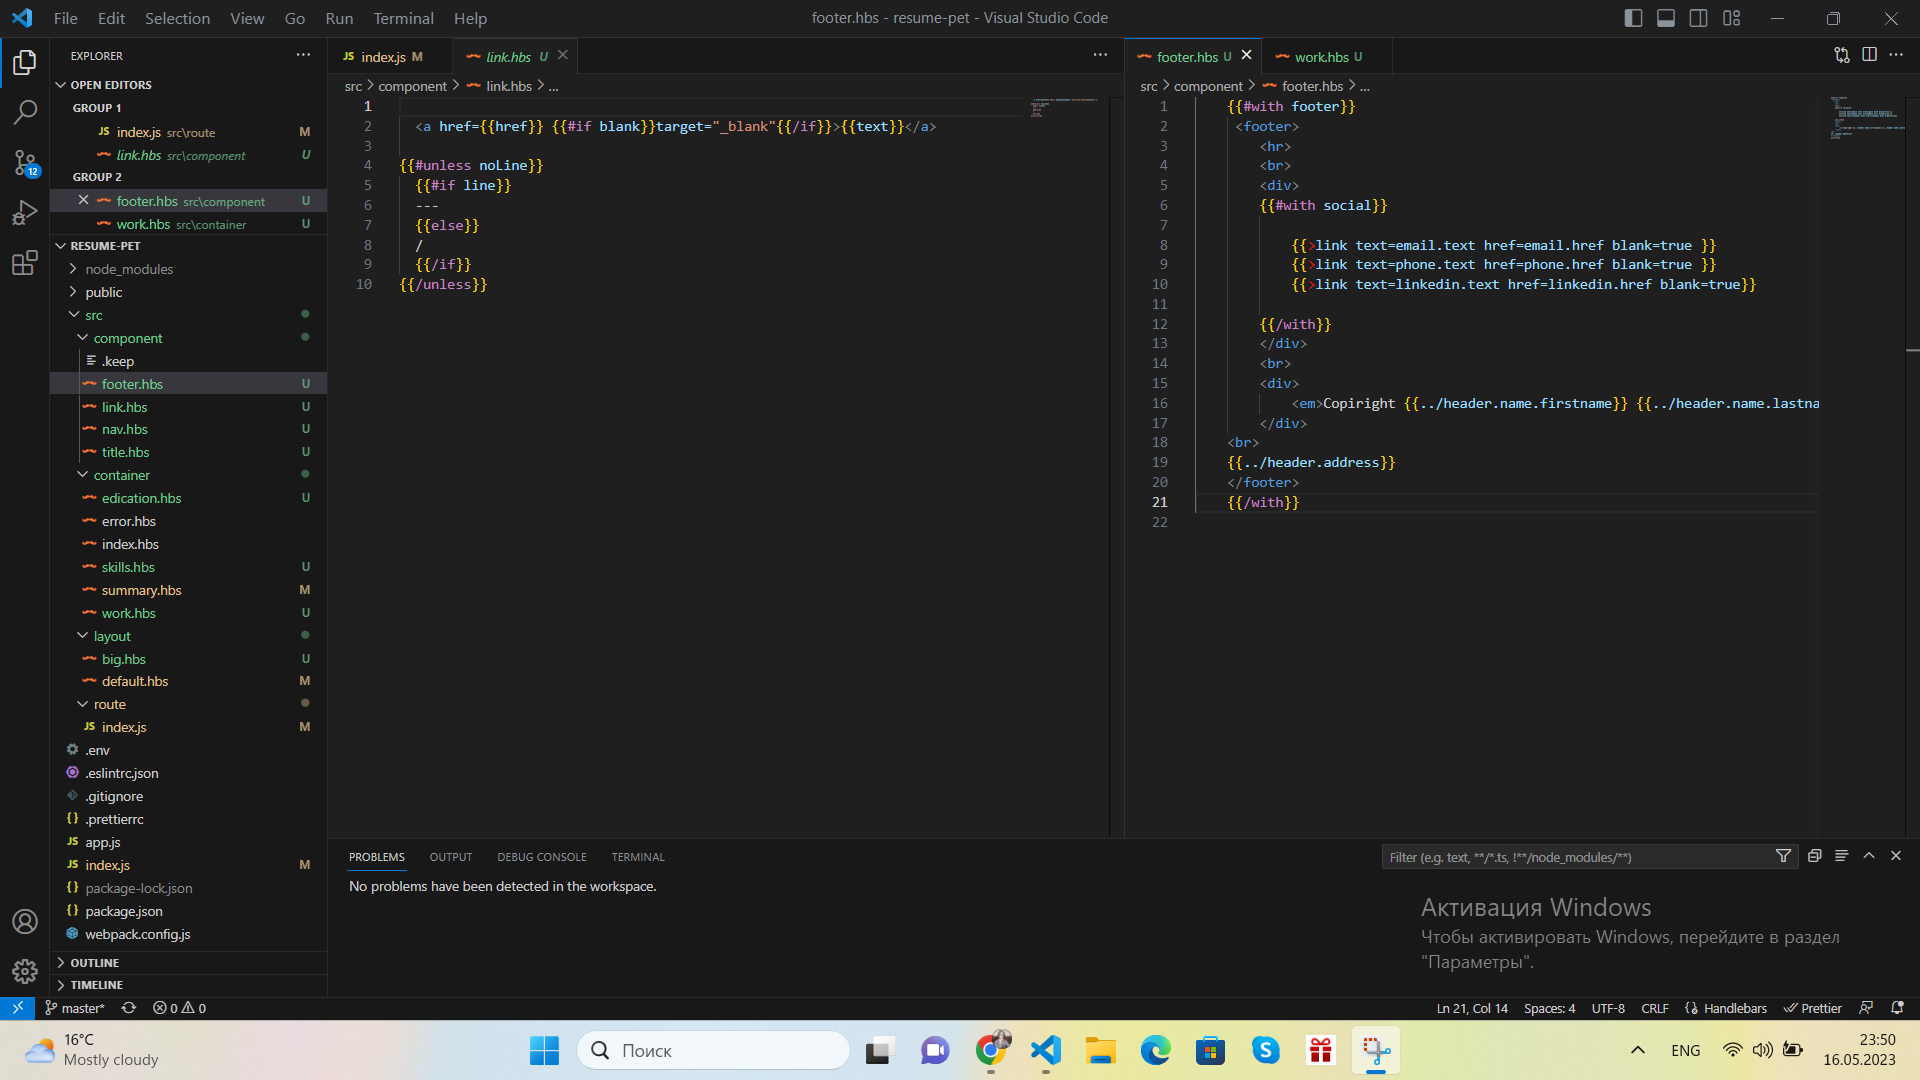 File Edit Selection View Go Run Terminal Help
footer.hbs - resume-pet - Visual Studio Code
EXPLORER
OPEN EDITORS
GROUP 1
index.js src\route M
link.hbs src\component U
GROUP 2
footer.hbs src\component U
work.hbs src\container U
RESUME-PET
node_modules
public
src
component
.keep
footer.hbs U
link.hbs U
nav.hbs U
title.hbs U
container
edication.hbs U
error.hbs
index.hbs
skills.hbs U
summary.hbs M
work.hbs U
layout
big.hbs U
default.hbs M
route
JS index.js M
.env
.eslintrc.json
.gitignore
{} .prettierrc
JS app.js
JS index.js M
{} package-lock.json
{} package.json
webpack.config.js
OUTLINE
TIMELINE
12
JS index.js M
link.hbs U
src > component > link.hbs > ...
1
2 <a href={{href}} {{#if blank}}target="_blank"{{/if}}>{{text}}</a>
3
4 {{#unless noLine}}
5 {{#if line}}
6 ---
7 {{else}}
8 /
9 {{/if}}
10 {{/unless}}
footer.hbs U
work.hbs U
src > component > footer.hbs > ...
1 {{#with footer}}
2 <footer>
3 <hr>
4 <br>
5 <div>
6 {{#with social}}
7
8 {{>link text=email.text href=email.href blank=true }}
9 {{>link text=phone.text href=phone.href blank=true }}
10 {{>link text=linkedin.text href=linkedin.href blank=true}}
11
12 {{/with}}
13 </div>
14 <br>
15 <div>
16 <em>Copiright {{../header.name.firstname}} {{../header.name.lastna
17 </div>
18 <br>
19 {{../header.address}}
20 </footer>
21 {{/with}}
22
PROBLEMS OUTPUT DEBUG CONSOLE TERMINAL
Filter (e.g. text, **/*.ts, !**/node_modules/**)
No problems have been detected in the workspace.
Активация Windows
Чтобы активировать Windows, перейдите в раздел
"Параметры".
master* 0 0
Ln 21, Col 14 Spaces: 4 UTF-8 CRLF {} Handlebars Prettier
16°C
Mostly cloudy
Поиск
ENG
23:50
16.05.2023